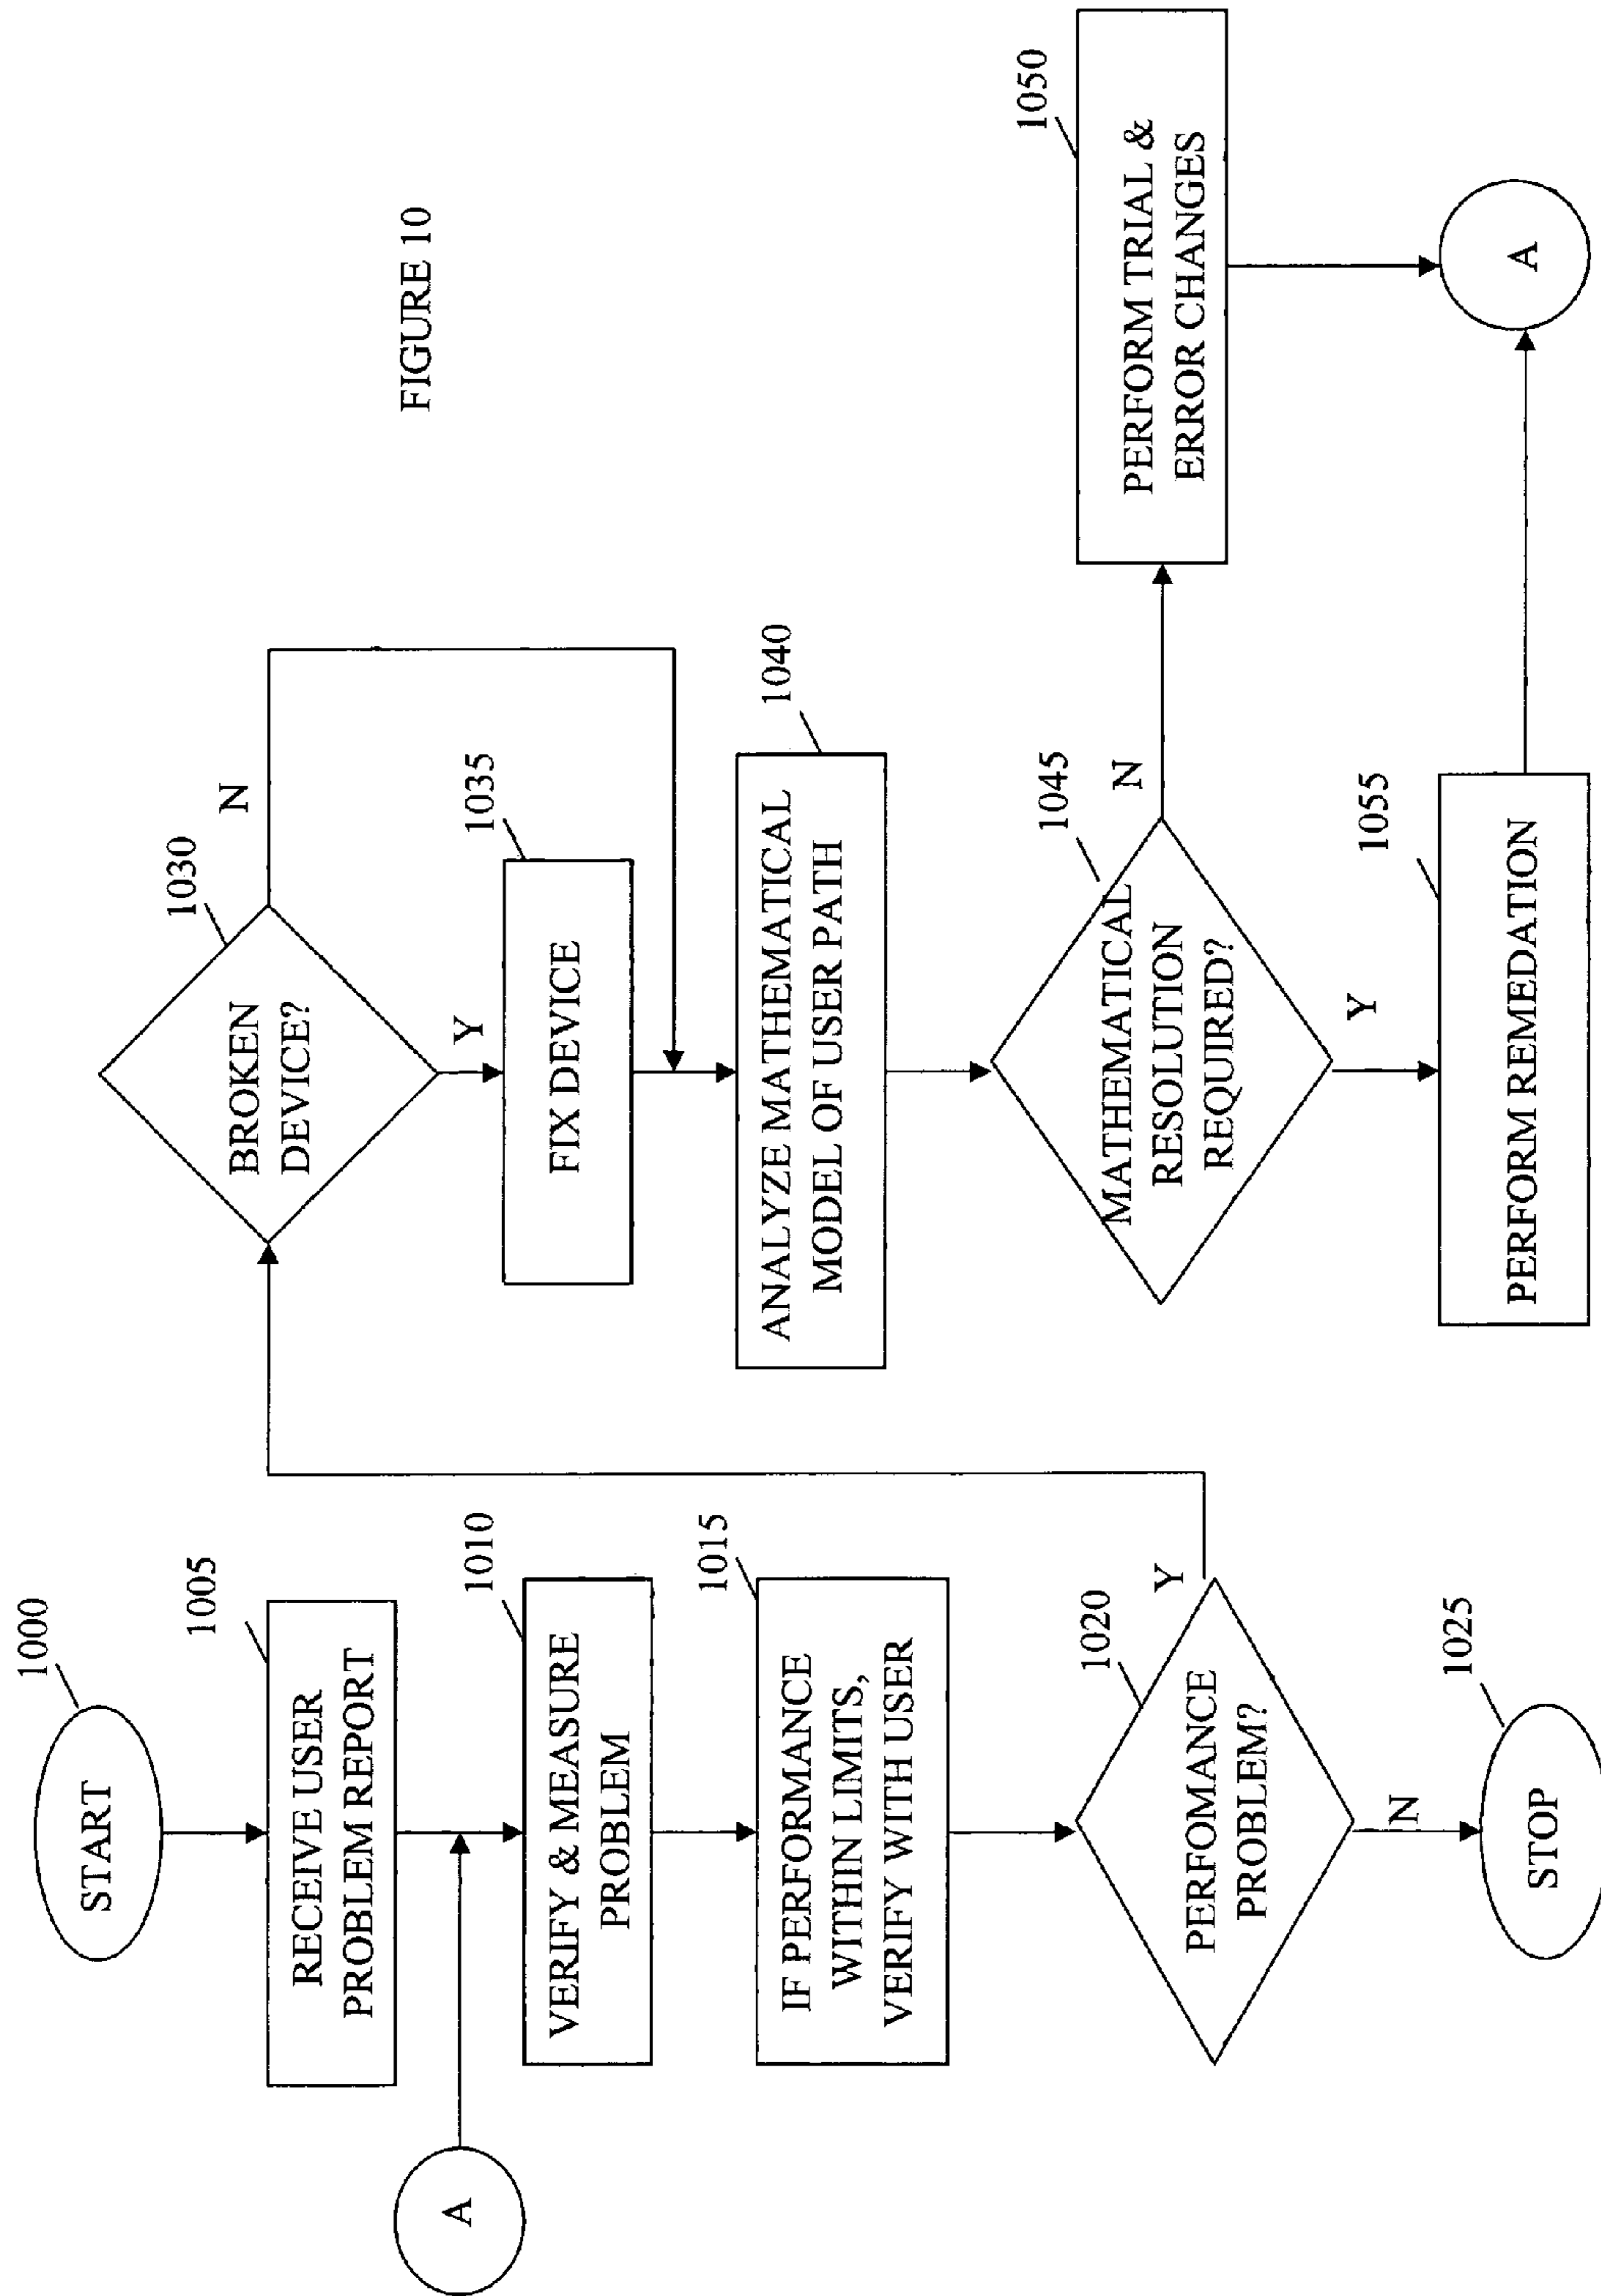 FIGURE 10
1000
START
1005
RECEIVE USER
PROBLEM REPORT
A
1010
VERIFY & MEASURE
PROBLEM
1015
IF PERFORMANCE
WITHIN LIMITS,
VERIFY WITH USER
1020
PERFOMANCE
PROBLEM?
Y
N
1025
STOP
1030
BROKEN
DEVICE?
N
Y
1035
FIX DEVICE
1040
ANALYZE MATHEMATICAL
MODEL OF USER PATH
1045
MATHEMATICAL
RESOLUTION
REQUIRED?
N
Y
1050
PERFORM TRIAL &
ERROR CHANGES
1055
PERFORM REMEDATION
A